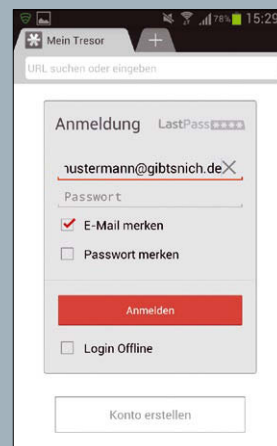 78% 15:29
Mein Tresor
URL suchen oder eingeben
Anmeldung LastPass
nustermann@gibtsnich.de
Passwort
E-Mail merken
Passwort merken
Anmelden
Login Offline
Konto erstellen